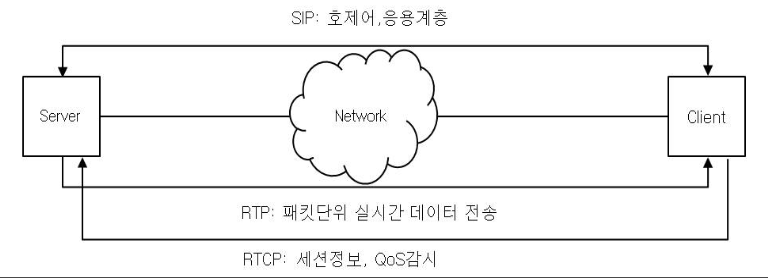 SIP: 호제어,응용계층
Server
Network
Client
RTP: 패킷단위 실시간 데이터 전송
RTCP: 세션정보, QoS감시